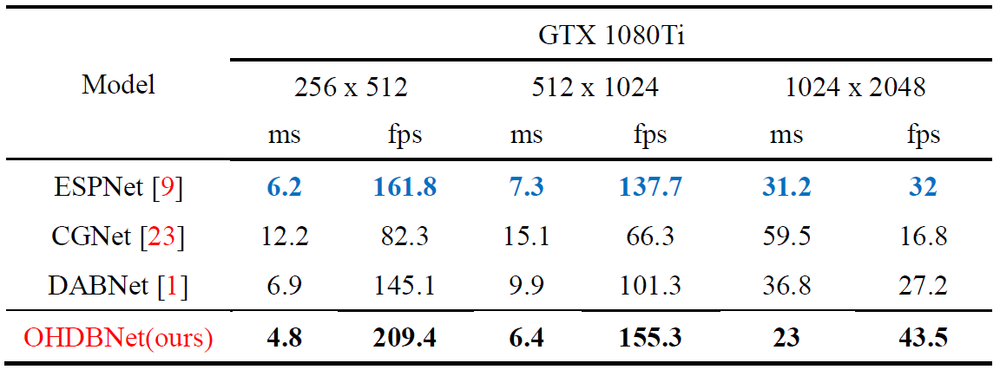 GTX 1080Ti
Model
256 x 512 512 x 1024 1024 x 2048
ms fps ms fps ms fps
ESPNet [9] 6.2 161.8 7.3 137.7 31.2 32
CGNet [23] 12.2 82.3 15.1 66.3 59.5 16.8
DABNet [1] 6.9 145.1 9.9 101.3 36.8 27.2
OHDBNet(ours) 4.8 209.4 6.4 155.3 23 43.5